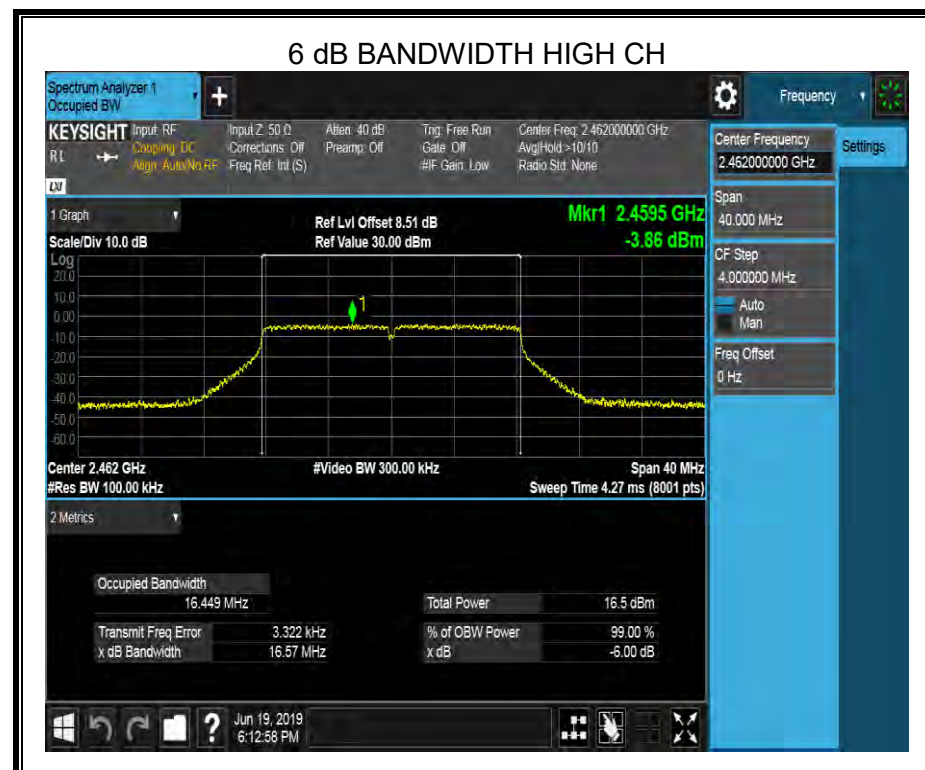 6 dB BANDWIDTH HIGH CH
Spectrum Analyzer 1
Occupied BW
+
Frequency
KEYSIGHT
RL
LXI
Input: RF
Coupling: DC
Align: Auto/No RF
Input Z: 50 Ω
Corrections: Off
Freq Ref: Int (S)
Atten: 40 dB
Preamp: Off
Trig: Free Run
Gate: Off
#IF Gain: Low
Center Freq: 2.462000000 GHz
Avg|Hold:>10/10
Radio Std: None
Center Frequency
2.462000000 GHz
Settings
Span
40.000 MHz
CF Step
4.000000 MHz
Auto
Man
Freq Offset
0 Hz
1 Graph
Scale/Div 10.0 dB
Ref Lvl Offset 8.51 dB
Ref Value 30.00 dBm
Mkr1 2.4595 GHz
-3.86 dBm
Log
20.0
10.0
0.00
-10.0
-20.0
-30.0
-40.0
-50.0
-60.0
1
Center 2.462 GHz
#Res BW 100.00 kHz
#Video BW 300.00 kHz
Span 40 MHz
Sweep Time 4.27 ms (8001 pts)
2 Metrics
Occupied Bandwidth
16.449 MHz
Total Power 16.5 dBm
Transmit Freq Error 3.322 kHz
% of OBW Power 99.00 %
x dB Bandwidth 16.57 MHz
x dB -6.00 dB
?
Jun 19, 2019
6:12:58 PM